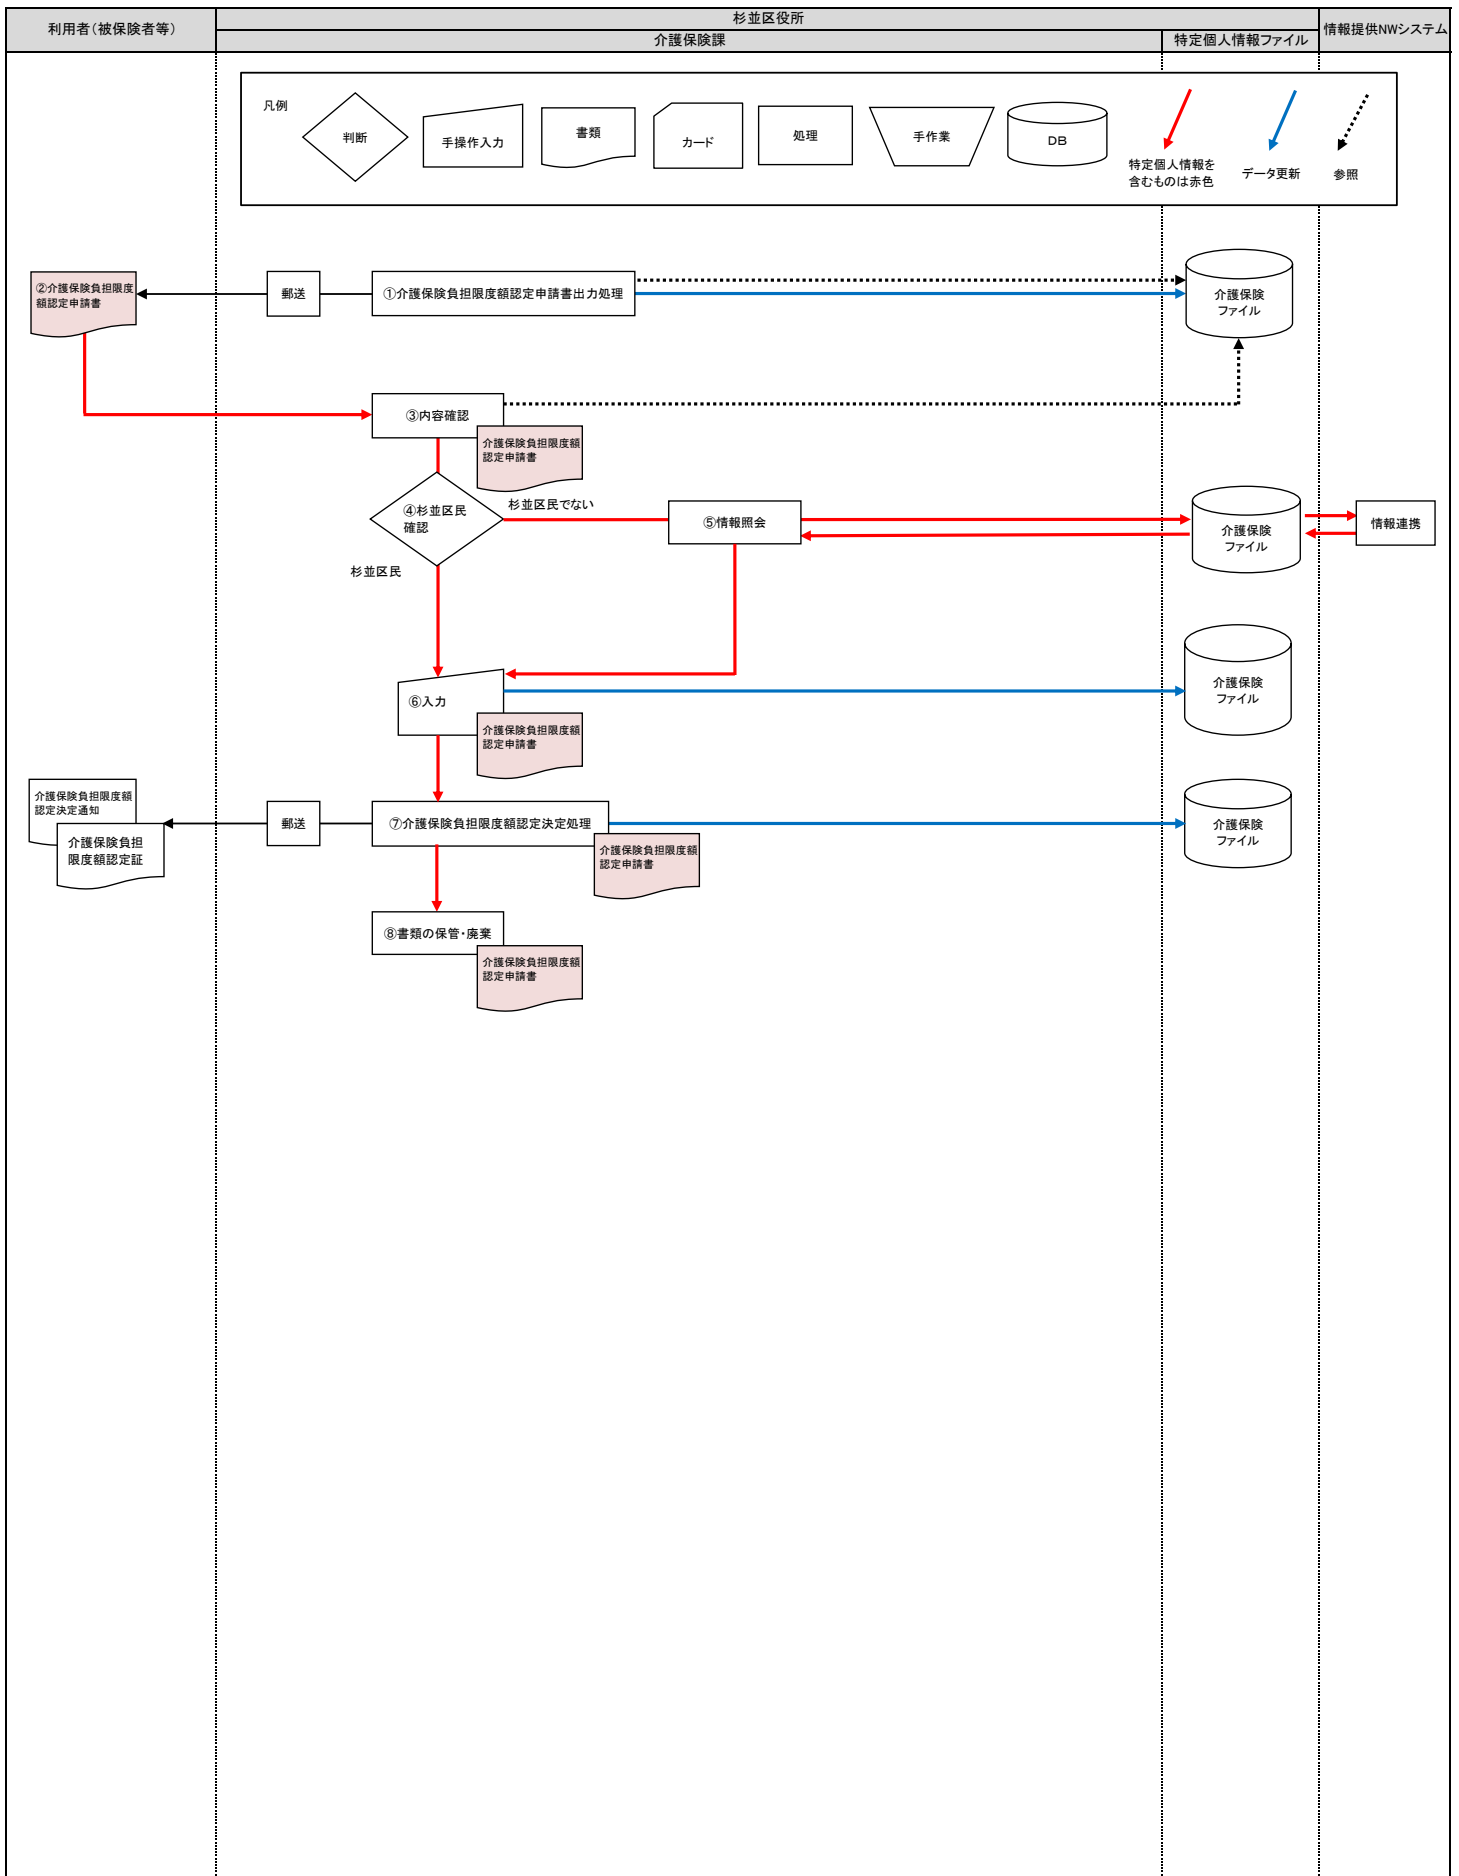 利用者（被保険者等）
杉並区役所
介護保険課
特定個人情報ファイル
情報提供NWシステム
凡例
判断
手操作入力
書類
カード
処理
手作業
DB
特定個人情報を
含むものは赤色
データ更新
参照
②介護保険負担限度
額認定申請書
郵送
①介護保険負担限度額認定申請書出力処理
介護保険
ファイル
③内容確認
介護保険負担限度額
認定申請書
④杉並区民
確認
杉並区民でない
⑤情報照会
介護保険
ファイル
情報連携
杉並区民
⑥入力
介護保険負担限度額
認定申請書
介護保険
ファイル
介護保険負担限度額
認定決定通知
介護保険負担
限度額認定証
郵送
⑦介護保険負担限度額認定決定処理
介護保険負担限度額
認定申請書
介護保険
ファイル
⑧書類の保管・廃棄
介護保険負担限度額
認定申請書